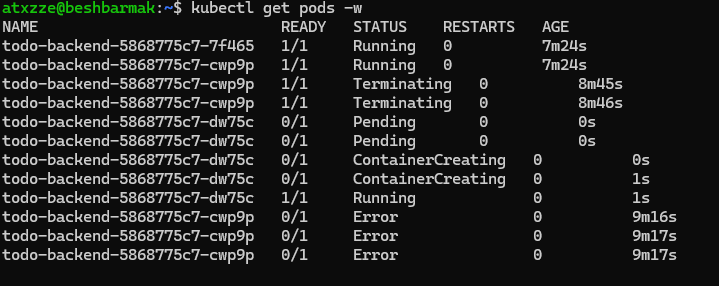 atxzze@beshbarmak:~$ kubectl get pods -w
NAME READY STATUS RESTARTS AGE
todo-backend-5868775c7-7f465 1/1 Running 0 7m24s
todo-backend-5868775c7-cwp9p 1/1 Running 0 7m24s
todo-backend-5868775c7-cwp9p 1/1 Terminating 0 8m45s
todo-backend-5868775c7-cwp9p 1/1 Terminating 0 8m46s
todo-backend-5868775c7-dw75c 0/1 Pending 0 0s
todo-backend-5868775c7-dw75c 0/1 Pending 0 0s
todo-backend-5868775c7-dw75c 0/1 ContainerCreating 0 0s
todo-backend-5868775c7-dw75c 0/1 ContainerCreating 0 1s
todo-backend-5868775c7-dw75c 1/1 Running 0 1s
todo-backend-5868775c7-cwp9p 0/1 Error 0 9m16s
todo-backend-5868775c7-cwp9p 0/1 Error 0 9m17s
todo-backend-5868775c7-cwp9p 0/1 Error 0 9m17s